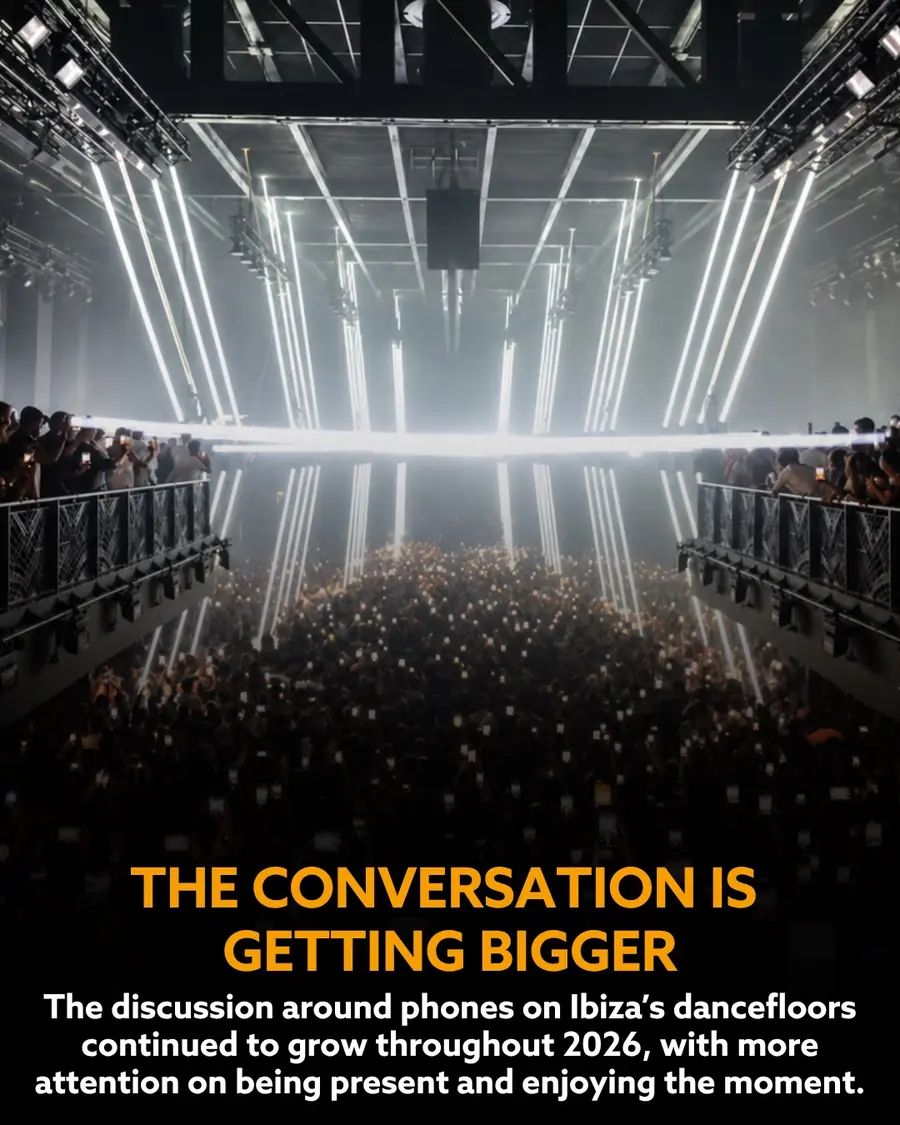 THE CONVERSATION IS
GETTING BIGGER
The discussion around phones on Ibiza’s dancefloors
continued to grow throughout 2026, with more
attention on being present and enjoying the moment.